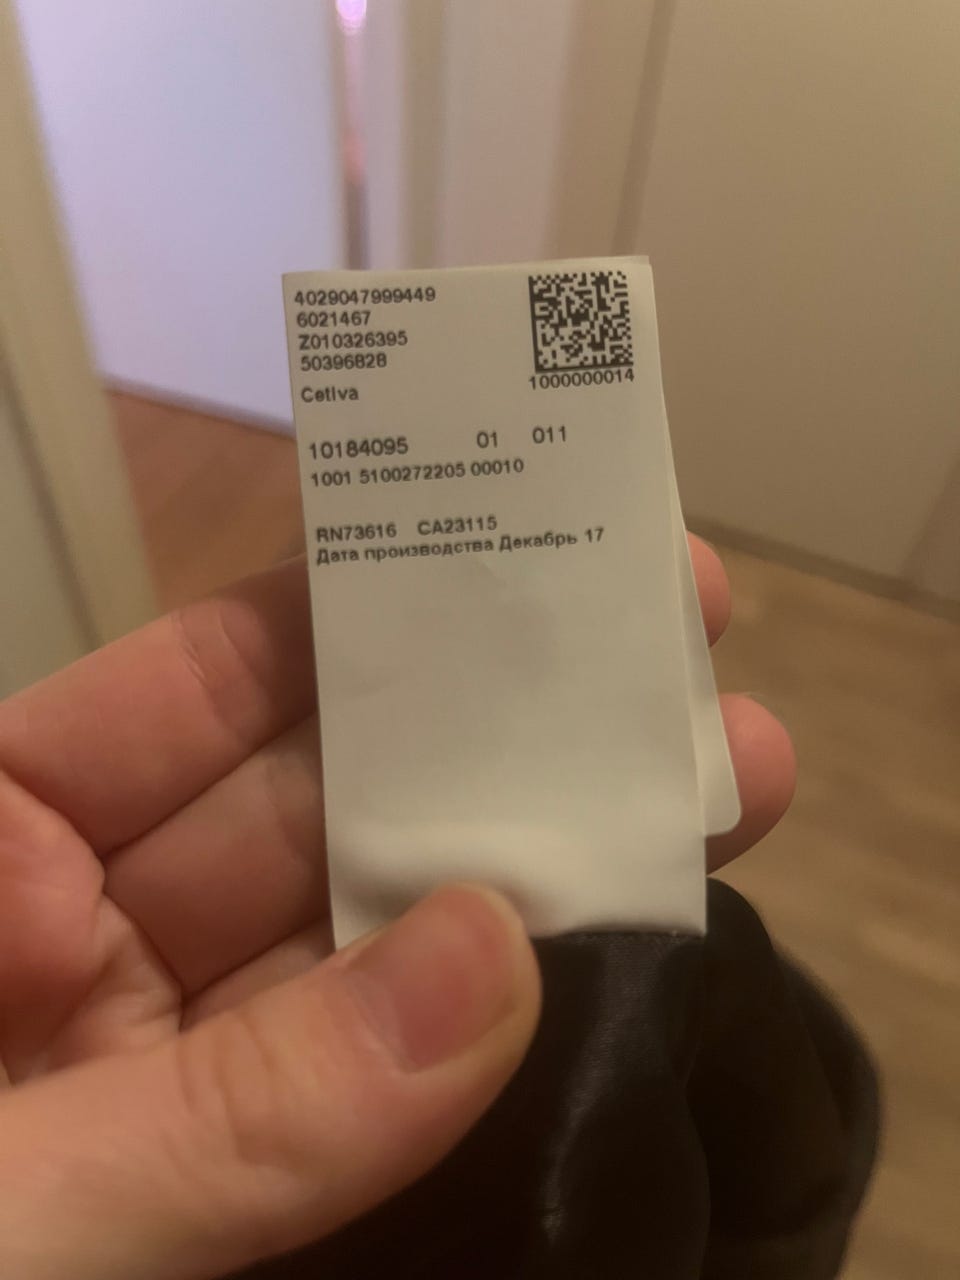 4029047999449
6021467
Z010326395
50396828
1000000014
Cetiva
10184095 01 011
1001 5100272205 00010
RN73616 CA23115
Дата производства Декабрь 17